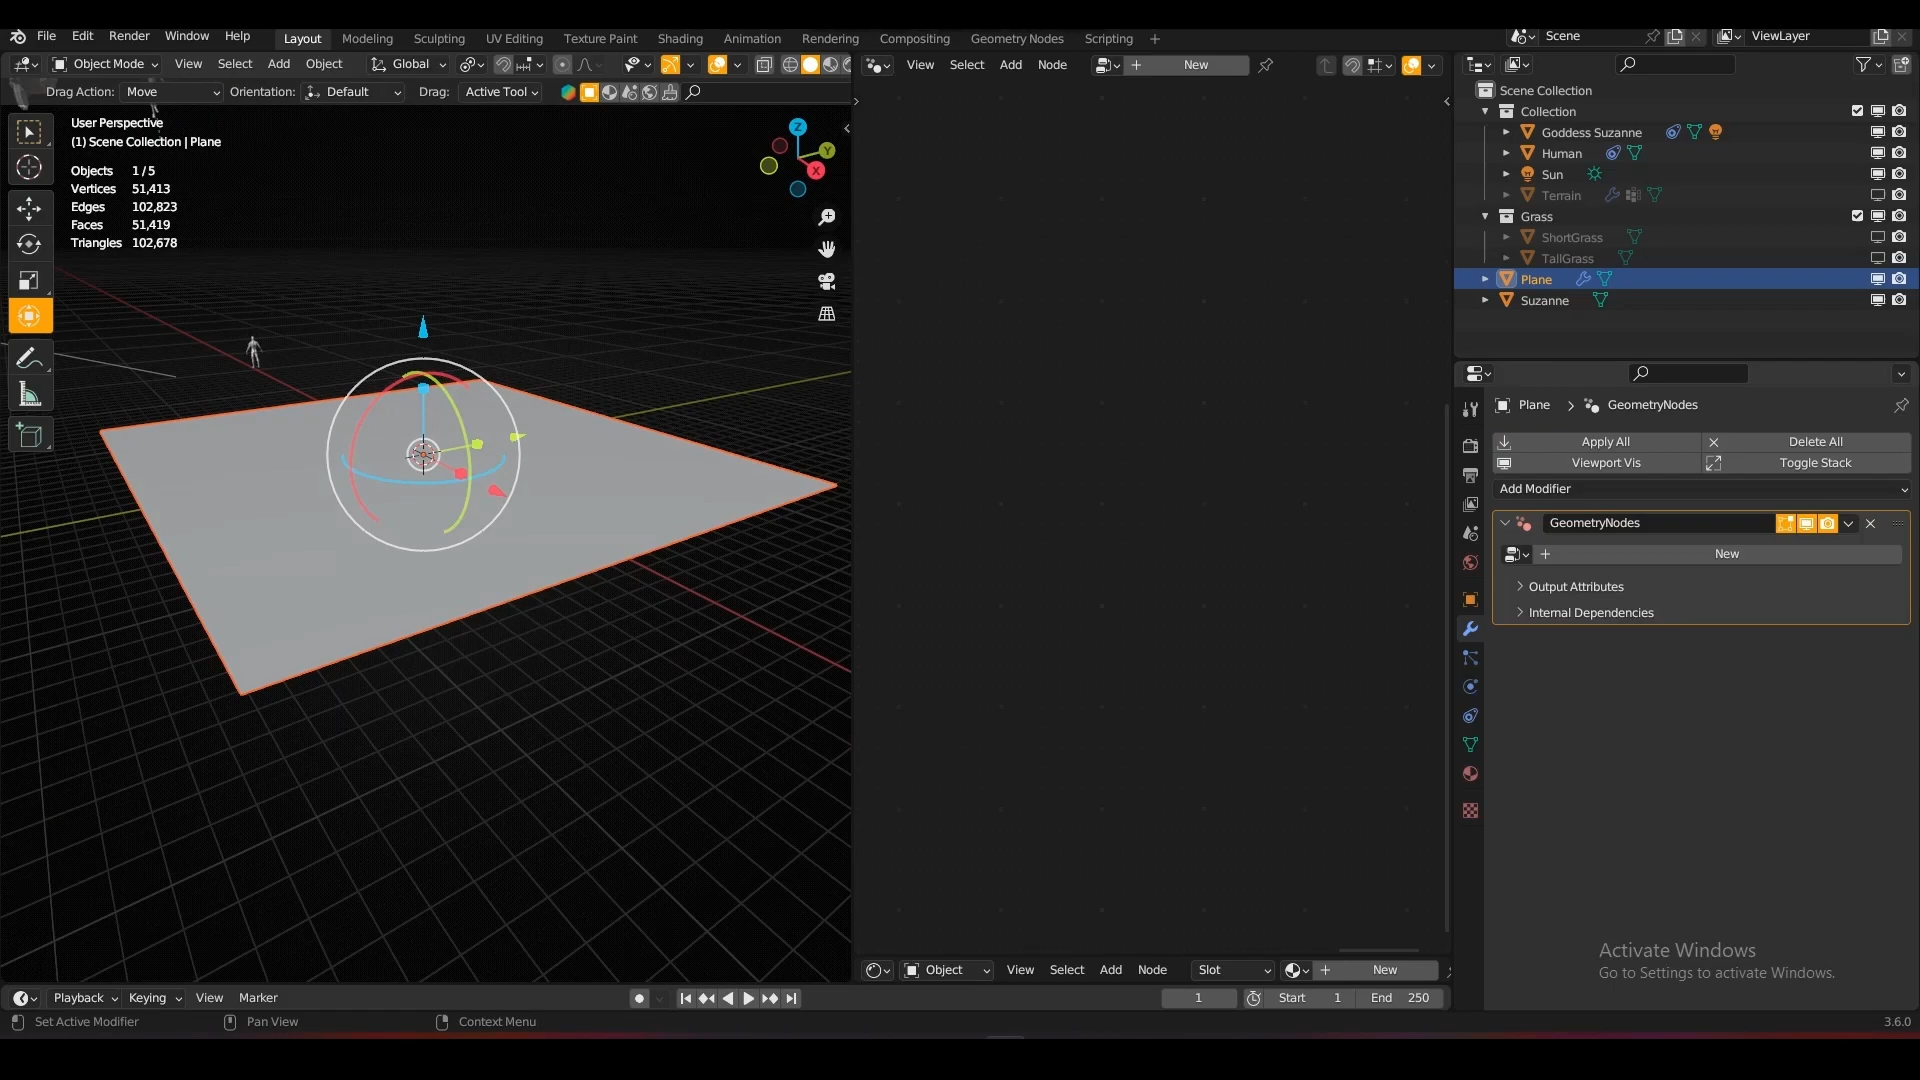 File Edit Render Window Help Layout Modeling Sculpting UV Editing Texture Paint Shading Animation Rendering Compositing Geometry Nodes Scripting + Scene ViewLayer
Object Mode View Select Add Object Global View Select Add Node + New
Drag Action: Move Orientation: Default Drag: Active Tool
User Perspective
(1) Scene Collection | Plane
Objects 1/5
Vertices 51,413
Edges 102,823
Faces 51,419
Triangles 102,678
Z
Y
X
Scene Collection
Collection
Goddess Suzanne
Human
Sun
Terrain
Grass
ShortGrass
TallGrass
Plane
Suzanne
Plane > GeometryNodes
Apply All Delete All
Viewport Vis Toggle Stack
Add Modifier
GeometryNodes
+ New
Output Attributes
Internal Dependencies
Activate Windows
Go to Settings to activate Windows.
Object View Select Add Node Slot + New
Playback Keying View Marker 1 Start 1 End 250
Set Active Modifier Pan View Context Menu 3.6.0